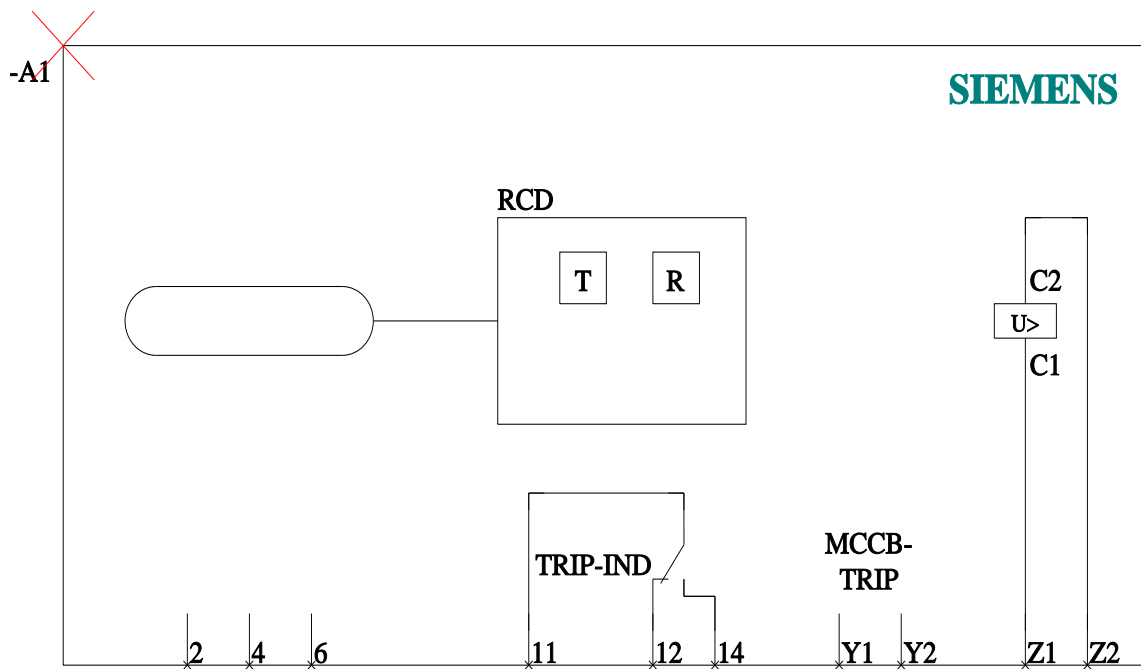 -A1
SIEMENS
RCD
T
R
C2
U>
C1
TRIP-IND
MCCB-
TRIP
2
4
6
11
12
14
Y1
Y2
Z1
Z2